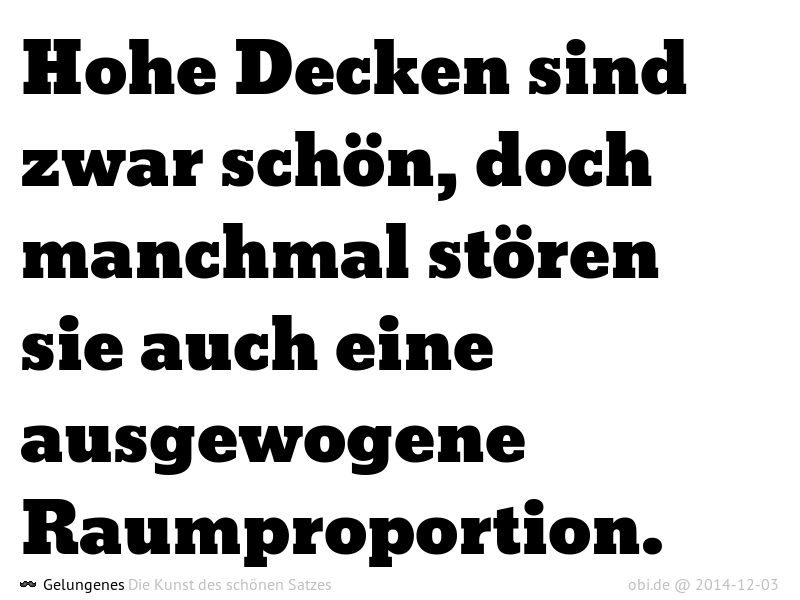 Hohe Decken sind
zwar schön, doch
manchmal stören
sie auch eine
ausgewogene
Raumproportion.
Gelungenes Die Kunst des schönen Satzes obi.de @ 2014-12-03